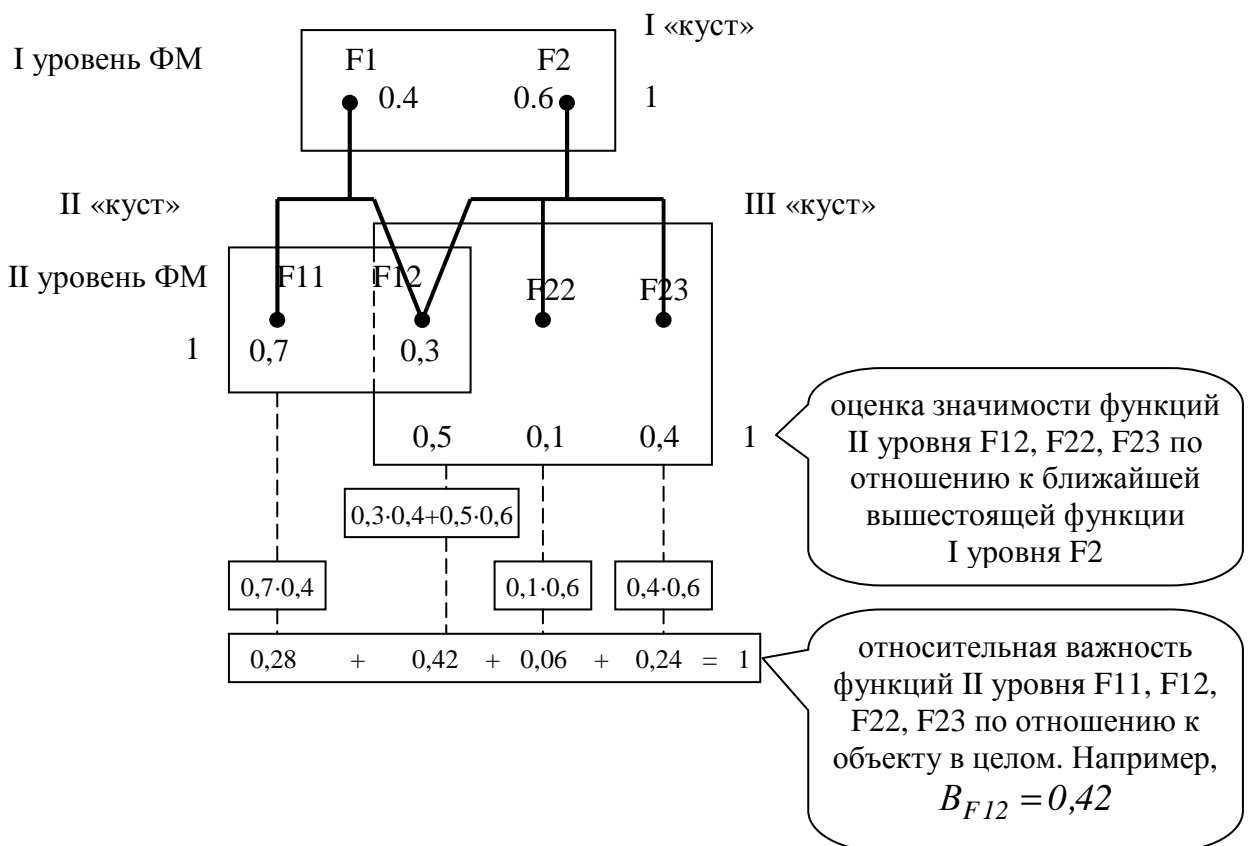 I «куст»
I уровень ФМ
F1 F2
0.4 0.6 1
II «куст» III «куст»
II уровень ФМ
F11 F12 F22 F23
1 0,7 0,3
0,5 0,1 0,4 1
оценка значимости функций
II уровня F12, F22, F23 по
отношению к ближайшей
вышестоящей функции
I уровня F2
0,3·0,4+0,5·0,6
0,7·0,4 0,1·0,6 0,4·0,6
0,28 + 0,42 + 0,06 + 0,24 = 1
относительная важность
функций II уровня F11, F12,
F22, F23 по отношению к
объекту в целом. Например,
B_{F12} = 0,42